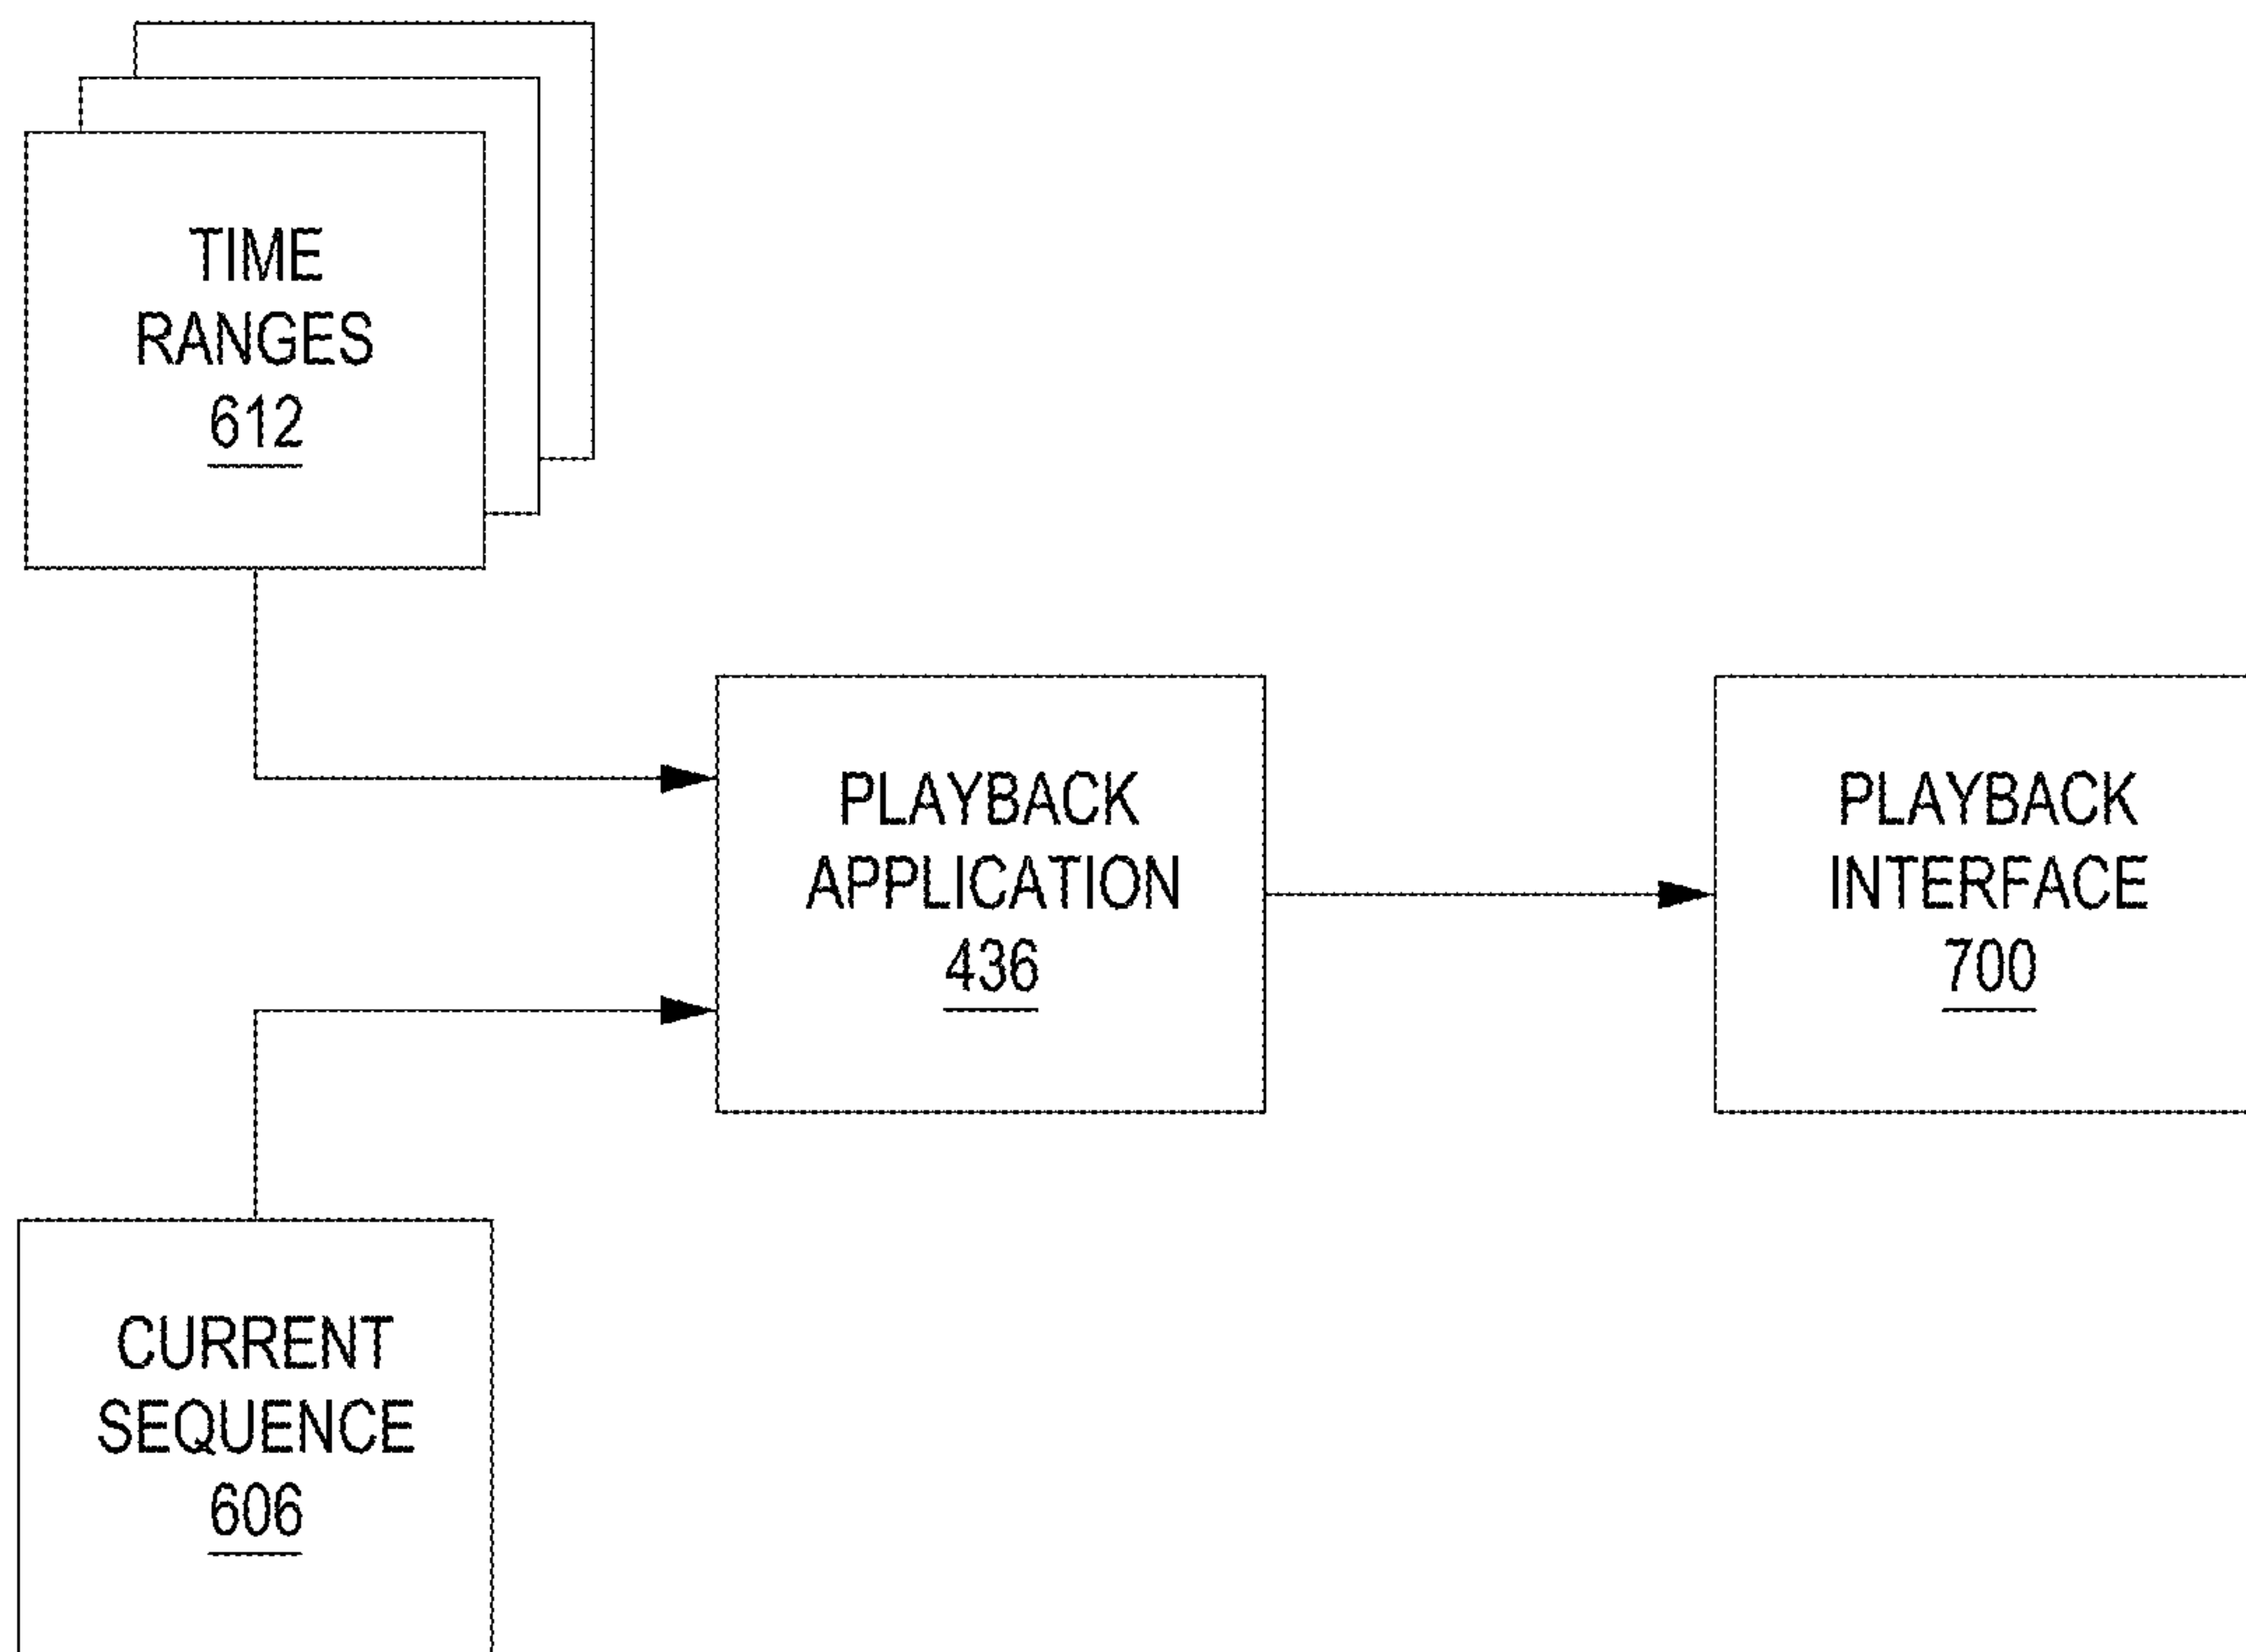 TIME
RANGES
612
PLAYBACK
APPLICATION
436
PLAYBACK
INTERFACE
700
CURRENT
SEQUENCE
606